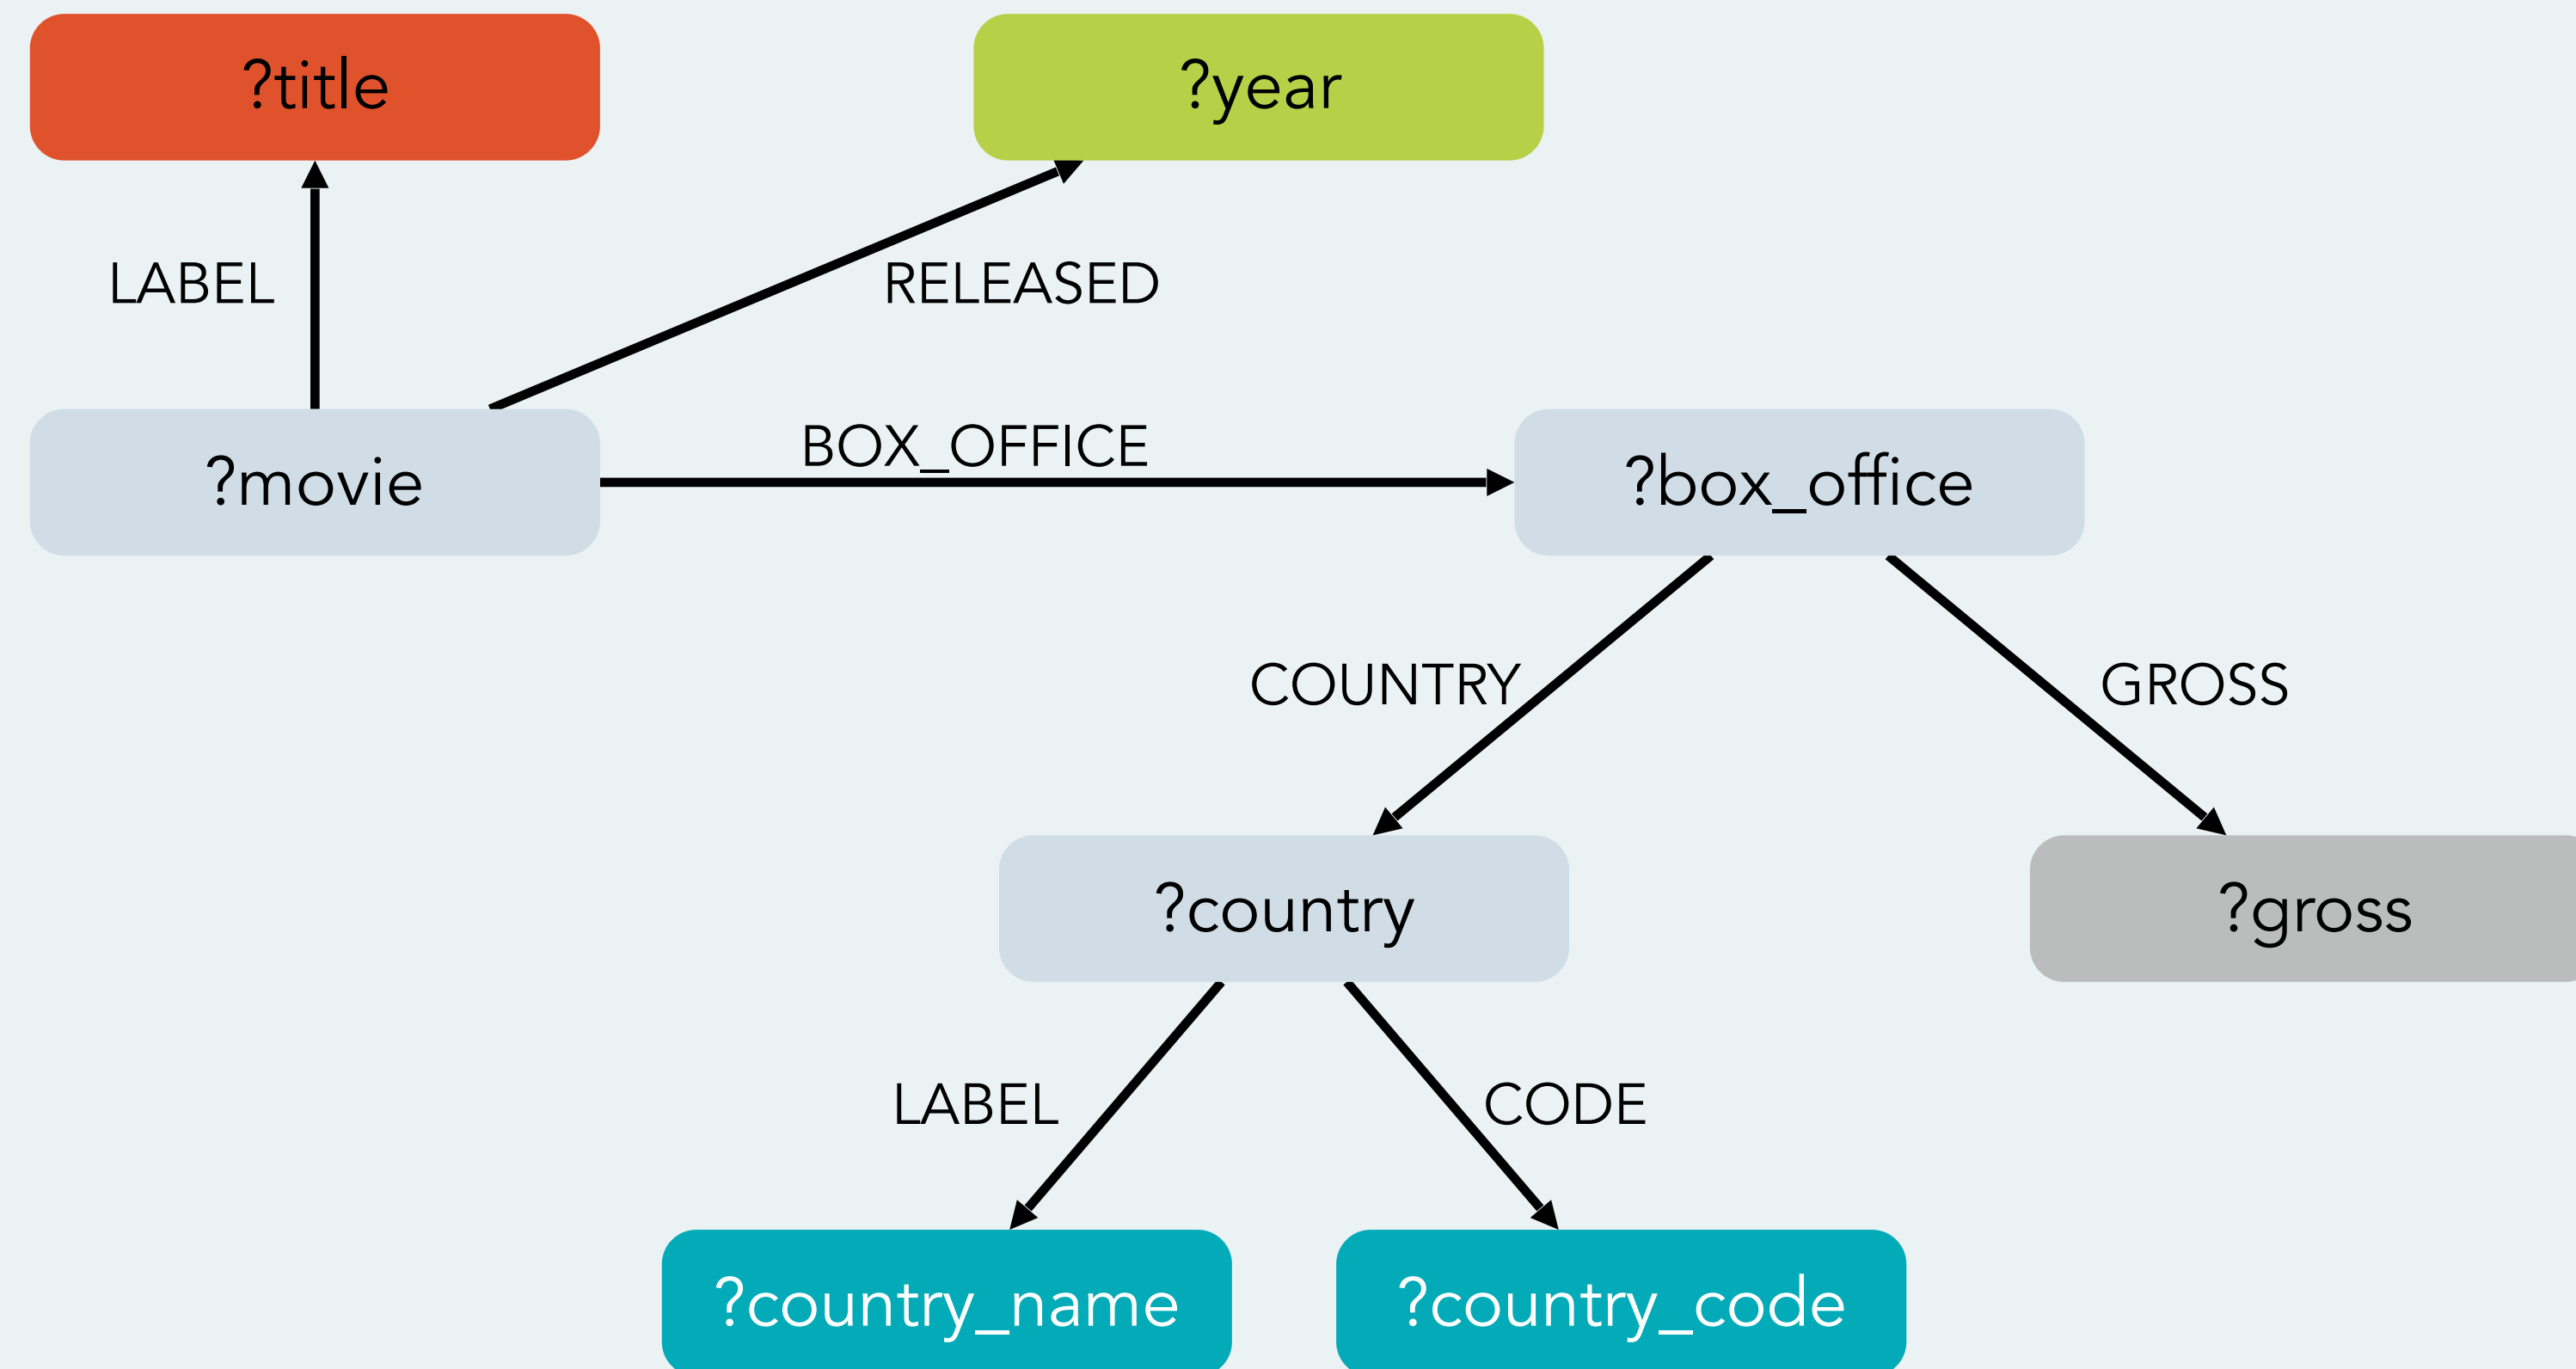 ?title
?year
LABEL
RELEASED
BOX_OFFICE
?movie
?box_office
COUNTRY
GROSS
?country
?gross
LABEL
CODE
?country_name
?country_code